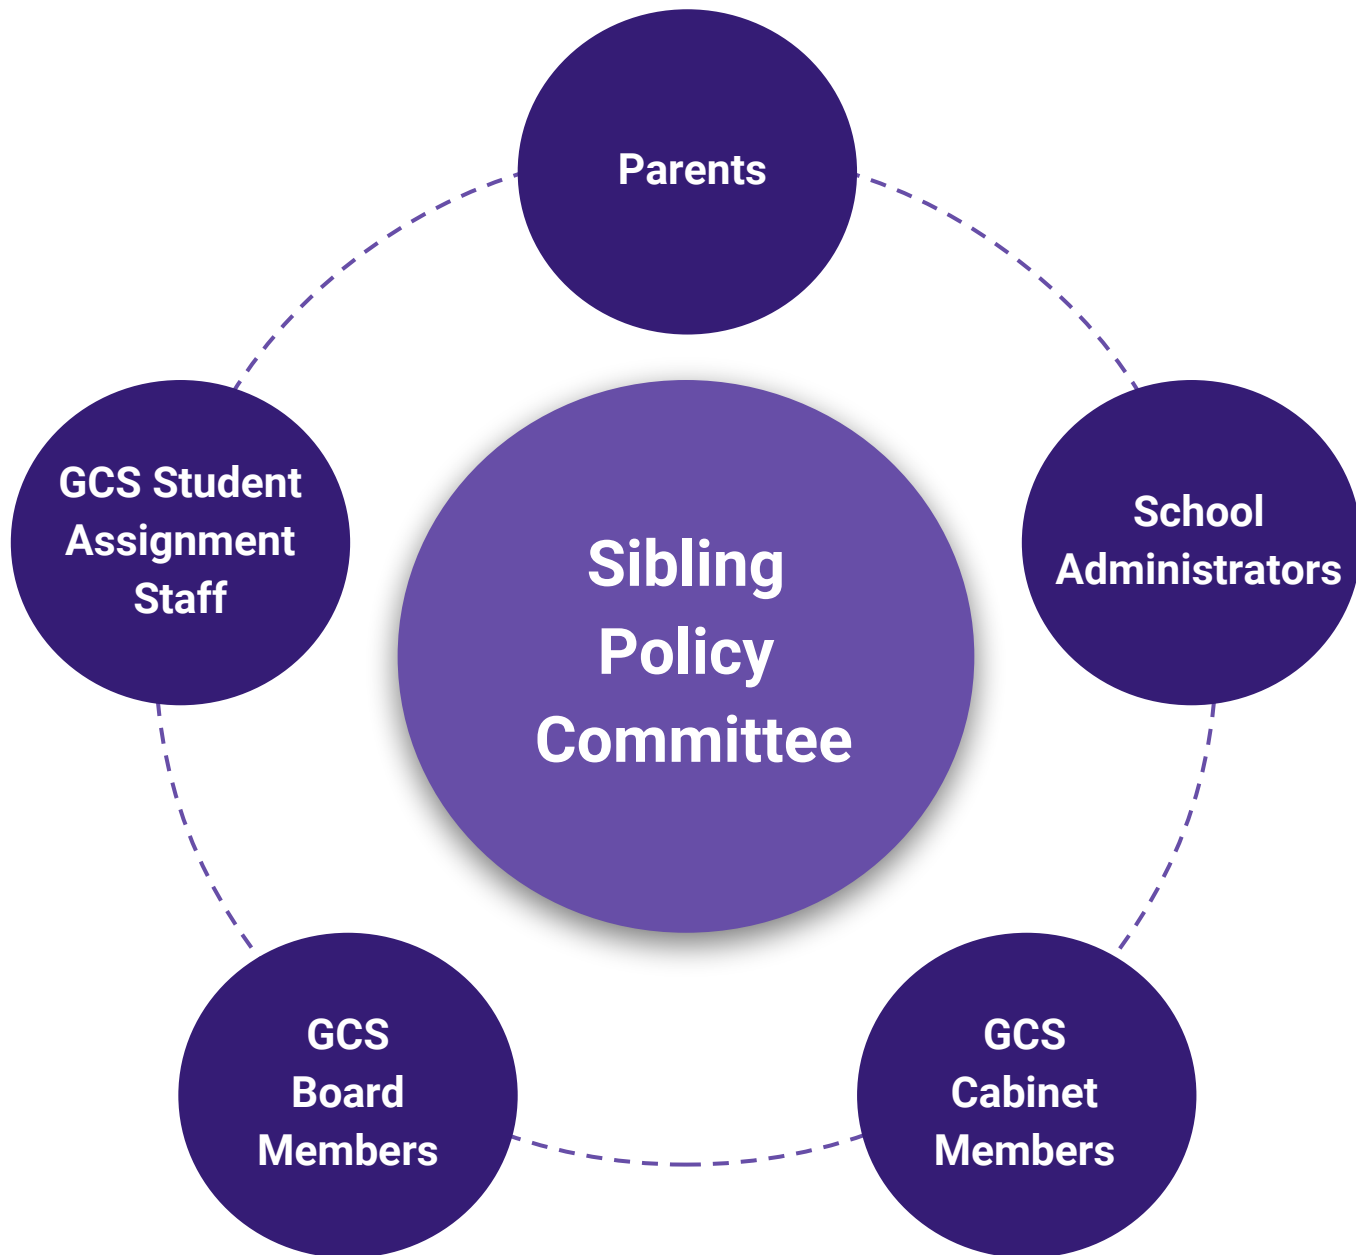 Parents
GCS Student
Assignment
Staff
School
Administrators
Sibling
Policy
Committee
GCS
Board
Members
GCS
Cabinet
Members